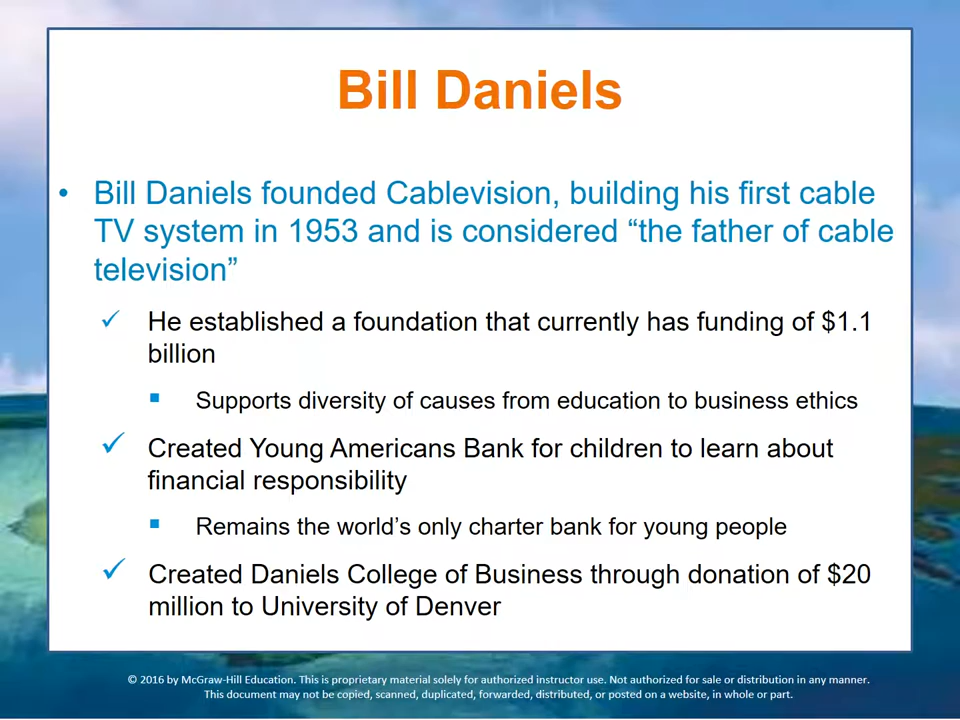 Bill Daniels
• Bill Daniels founded Cablevision, building his first cable
TV system in 1953 and is considered “the father of cable
television”
✓ He established a foundation that currently has funding of $1.1
billion
▪ Supports diversity of causes from education to business ethics
✓ Created Young Americans Bank for children to learn about
financial responsibility
▪ Remains the world’s only charter bank for young people
✓ Created Daniels College of Business through donation of $20
million to University of Denver
© 2016 by McGraw-Hill Education. This is proprietary material solely for authorized instructor use. Not authorized for sale or distribution in any manner.
This document may not be copied, scanned, duplicated, forwarded, distributed, or posted on a website, in whole or part.